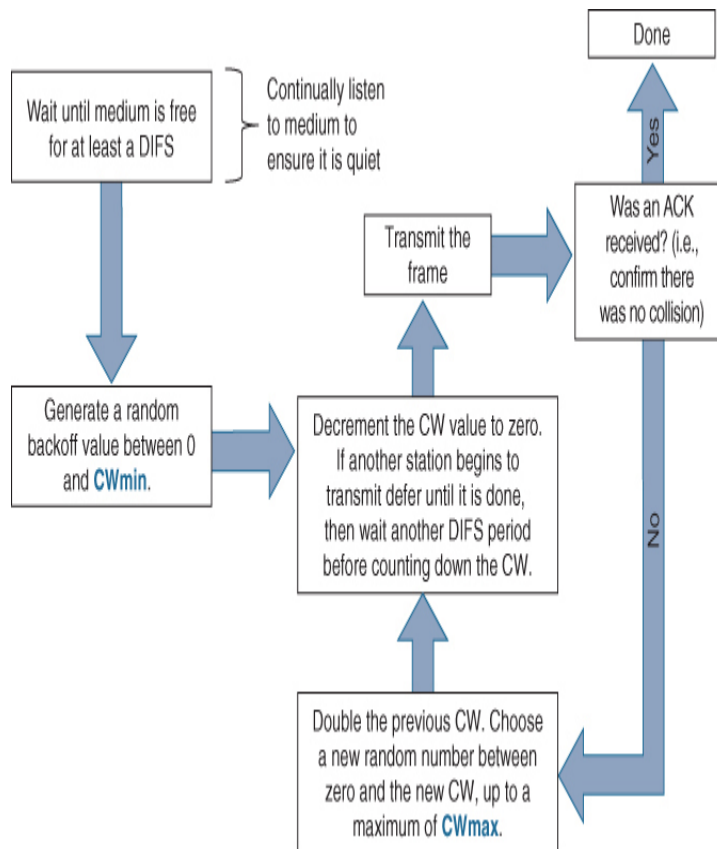 Done
Wait until medium is free
for at least a DIFS
Continually listen
to medium to
ensure it is quiet
Yes
Was an ACK
received? (i.e.,
confirm there
was no collision)
Transmit the
frame
Generate a random
backoff value between 0
and CWmin.
Decrement the CW value to zero.
If another station begins to
transmit defer until it is done,
then wait another DIFS period
before counting down the CW.
No
Double the previous CW. Choose
a new random number between
zero and the new CW, up to a
maximum of CWmax.